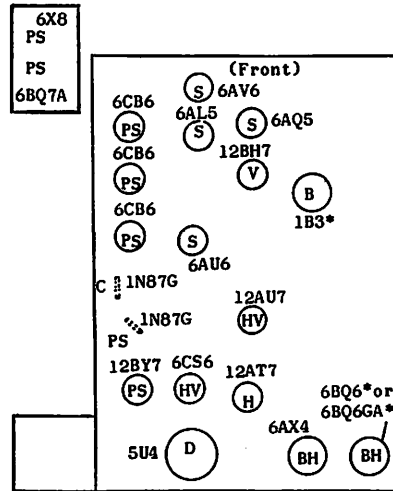 6X8
PS
PS
6BQ7A
(Front)
S
6AV6
6CB6
PS
6AL5
S
S
6AQ5
6CB6
PS
12BH7
V
B
1B3*
6CB6
PS
S
6AU6
C
1N87G
1N87G
PS
12AU7
HV
12BY7
PS
6CS6
HV
12AT7
H
6BQ6*or
6BQ6GA*
5U4
D
6AX4
BH
BH